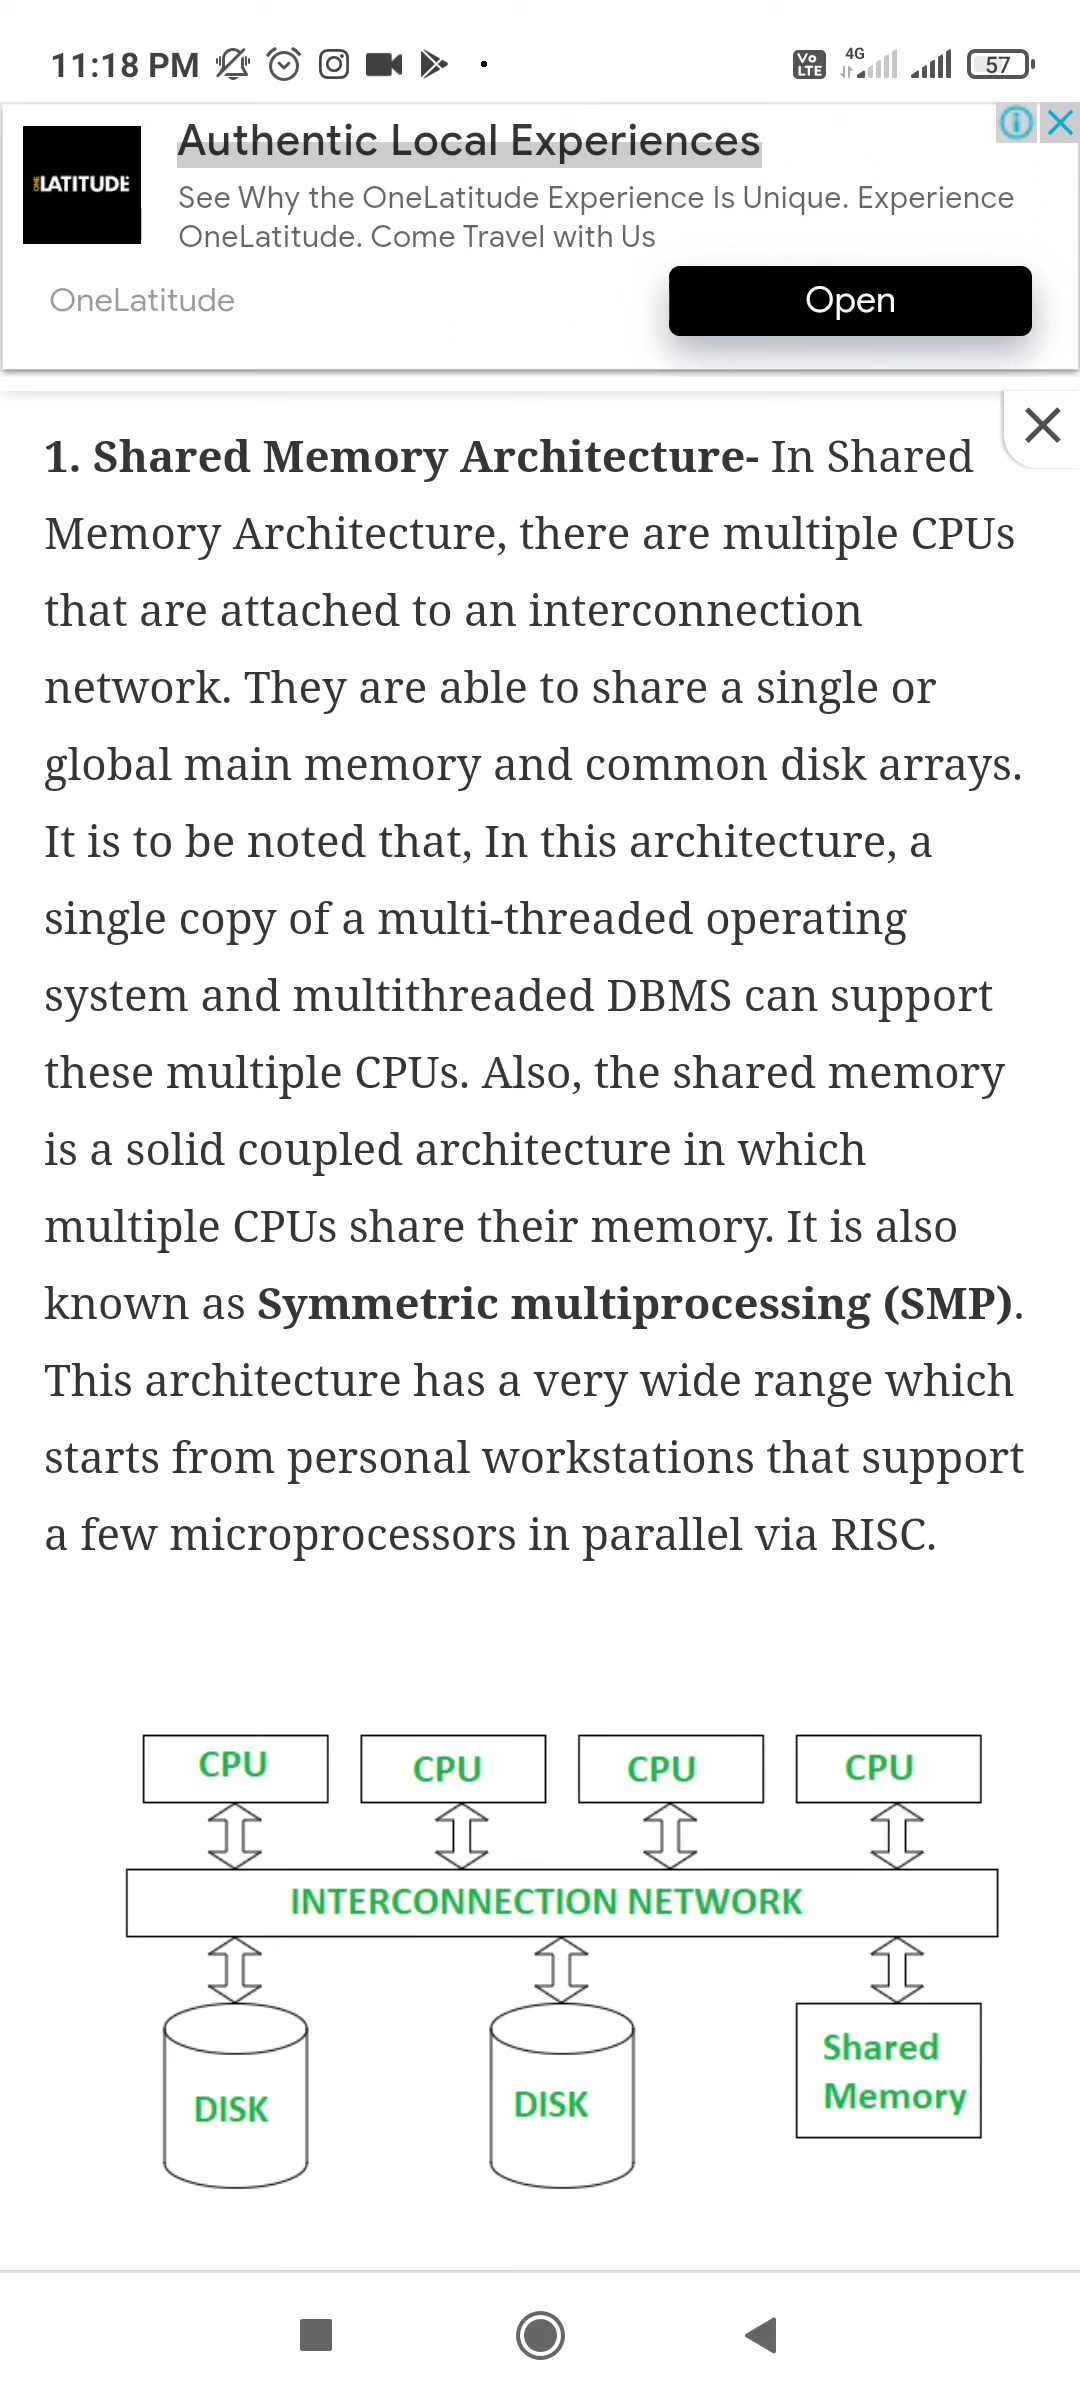 11:18 PM
Vo LTE
4G
57
Authentic Local Experiences
ONE LATITUDE
See Why the OneLatitude Experience Is Unique. Experience
OneLatitude. Come Travel with Us
OneLatitude
Open
1. Shared Memory Architecture- In Shared
Memory Architecture, there are multiple CPUs
that are attached to an interconnection
network. They are able to share a single or
global main memory and common disk arrays.
It is to be noted that, In this architecture, a
single copy of a multi-threaded operating
system and multithreaded DBMS can support
these multiple CPUs. Also, the shared memory
is a solid coupled architecture in which
multiple CPUs share their memory. It is also
known as Symmetric multiprocessing (SMP).
This architecture has a very wide range which
starts from personal workstations that support
a few microprocessors in parallel via RISC.
CPU CPU CPU CPU
INTERCONNECTION NETWORK
DISK DISK Shared
Memory